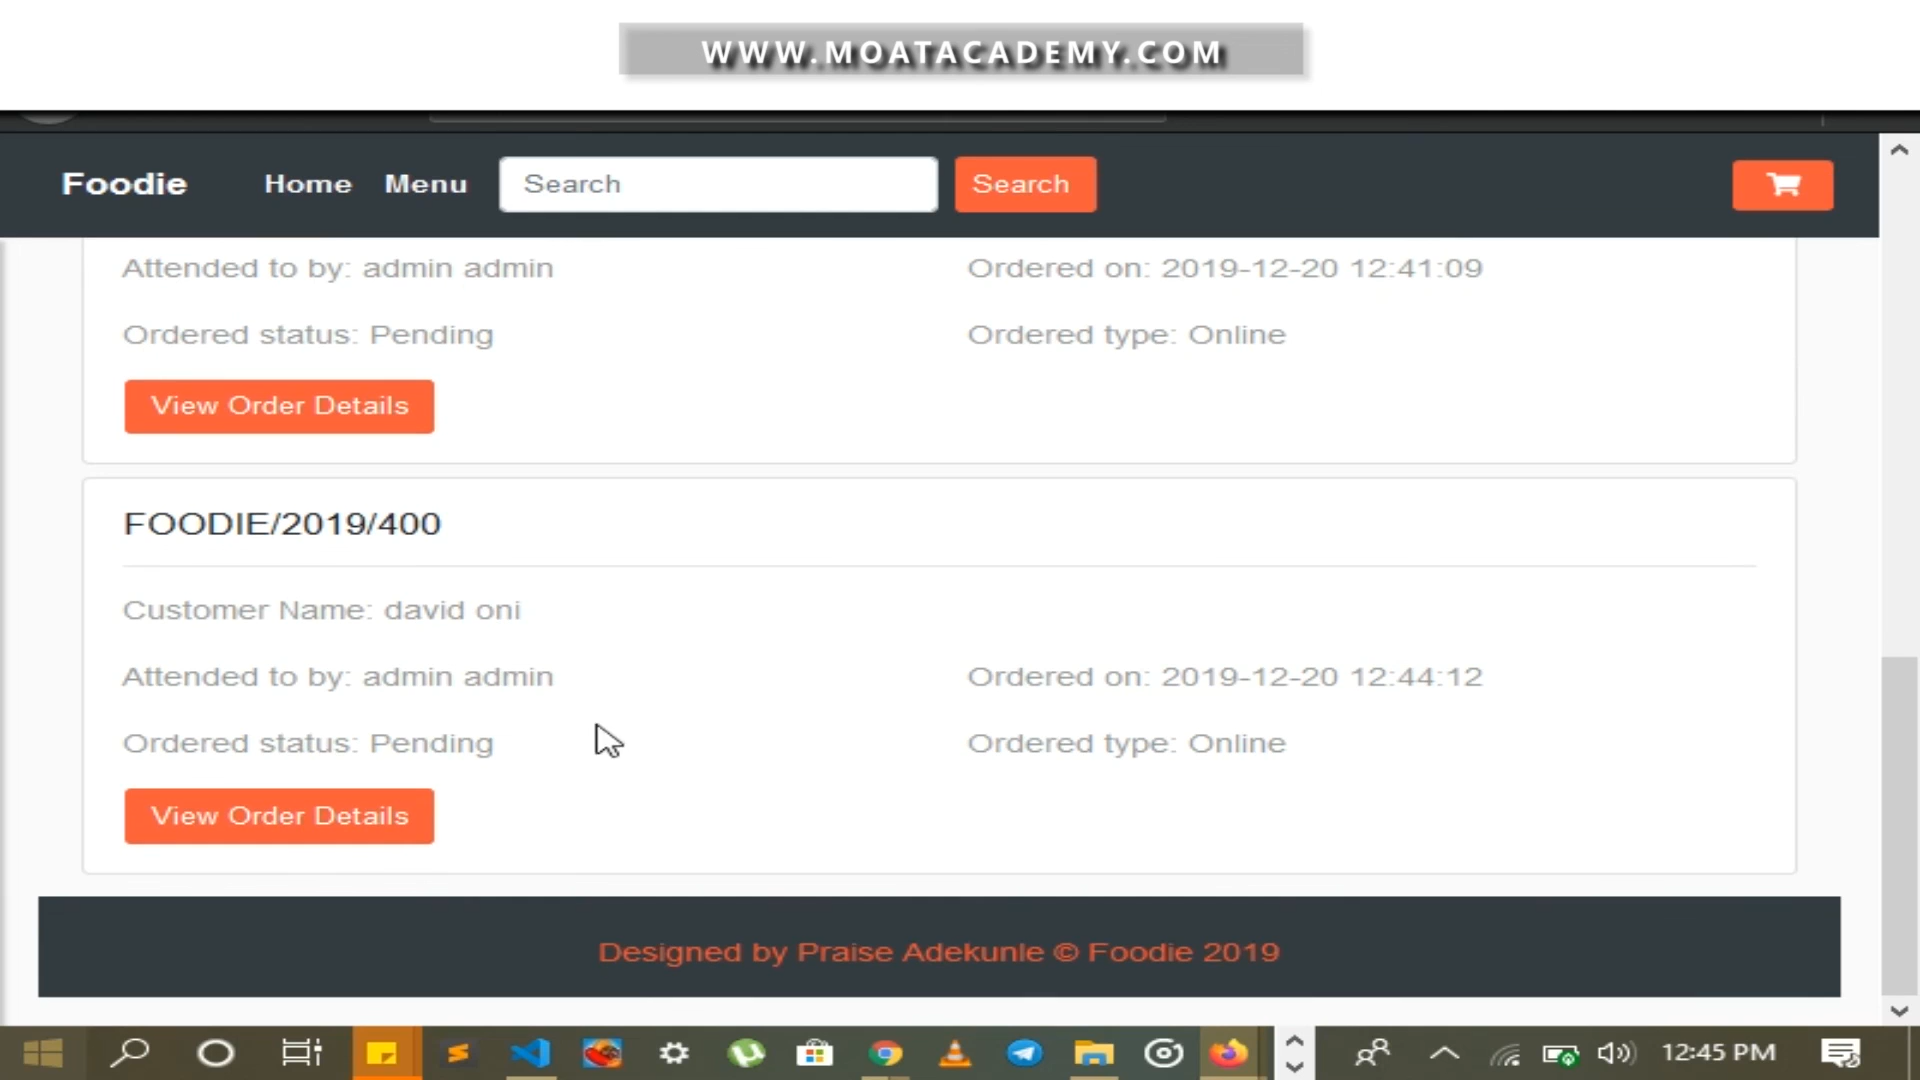 WWW.MOATACADEMY.COM
Foodie Home Menu Search Search
Attended to by: admin admin Ordered on: 2019-12-20 12:41:09
Ordered status: Pending Ordered type: Online
View Order Details
FOODIE/2019/400
Customer Name: david oni
Attended to by: admin admin Ordered on: 2019-12-20 12:44:12
Ordered status: Pending Ordered type: Online
View Order Details
Designed by Praise Adekunle © Foodie 2019
12:45 PM